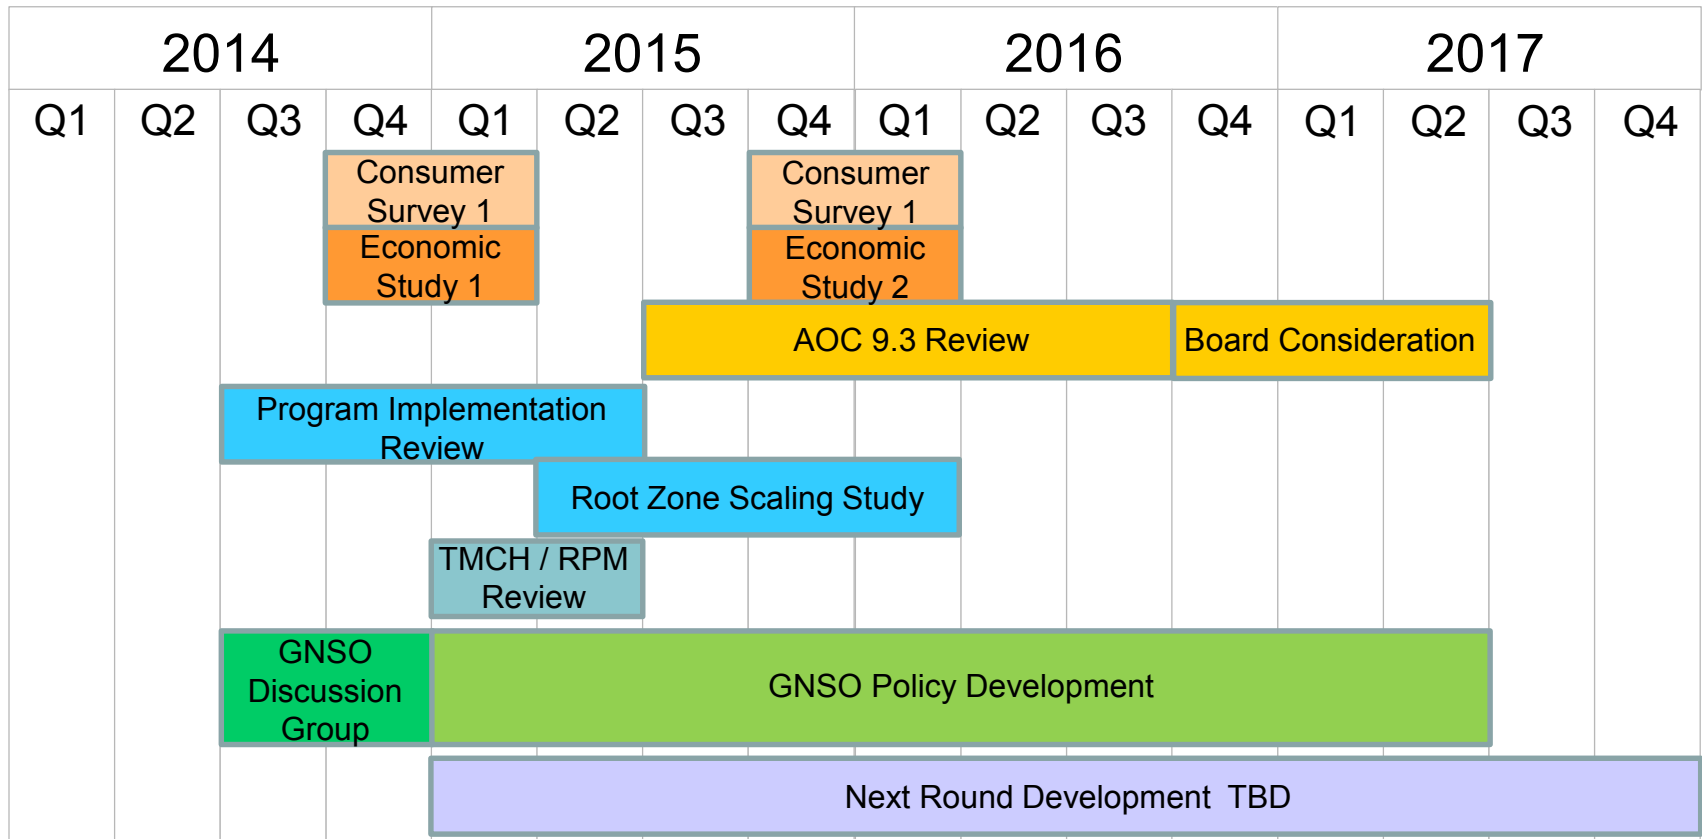 2014 2015 2016 2017
Q1 Q2 Q3 Q4 Q1 Q2 Q3 Q4 Q1 Q2 Q3 Q4 Q1 Q2 Q3 Q4
Consumer
Survey 1
Consumer
Survey 1
Economic
Study 1
Economic
Study 2
AOC 9.3 Review
Board Consideration
Program Implementation
Review
Root Zone Scaling Study
TMCH / RPM
Review
GNSO
Discussion
Group
GNSO Policy Development
Next Round Development TBD